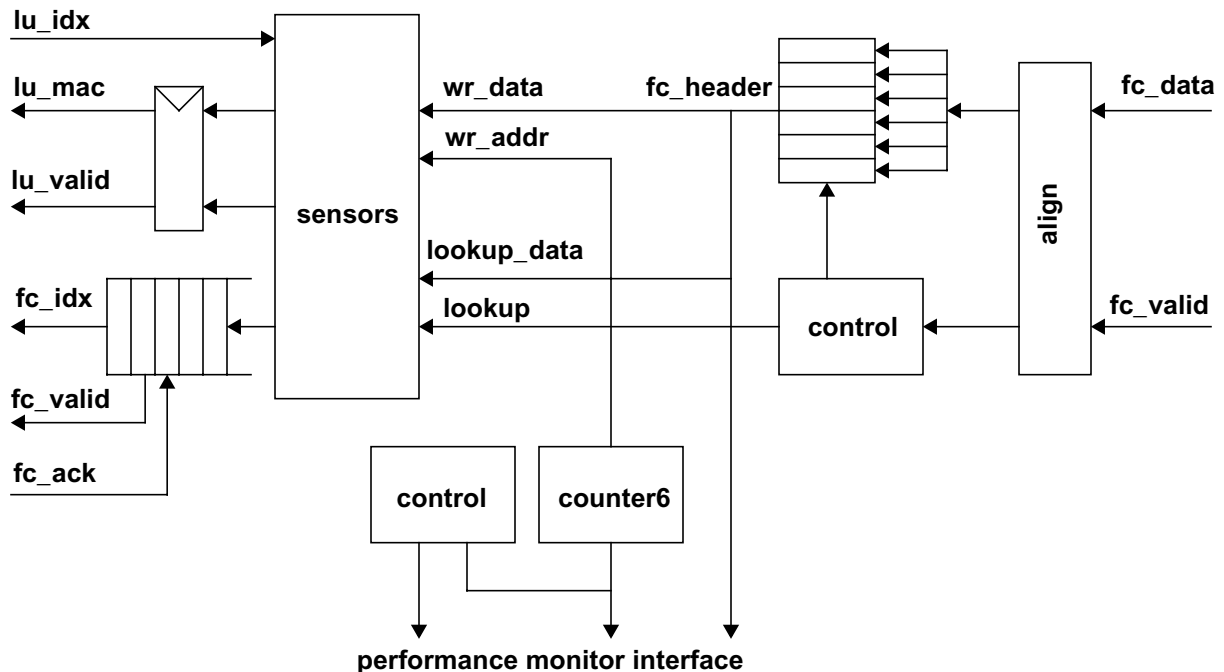 lu_idx
lu_mac
wr_data
fc_header
fc_data
wr_addr
lu_valid
sensors
align
lookup_data
fc_idx
lookup
control
fc_valid
fc_valid
fc_ack
control
counter6
performance monitor interface